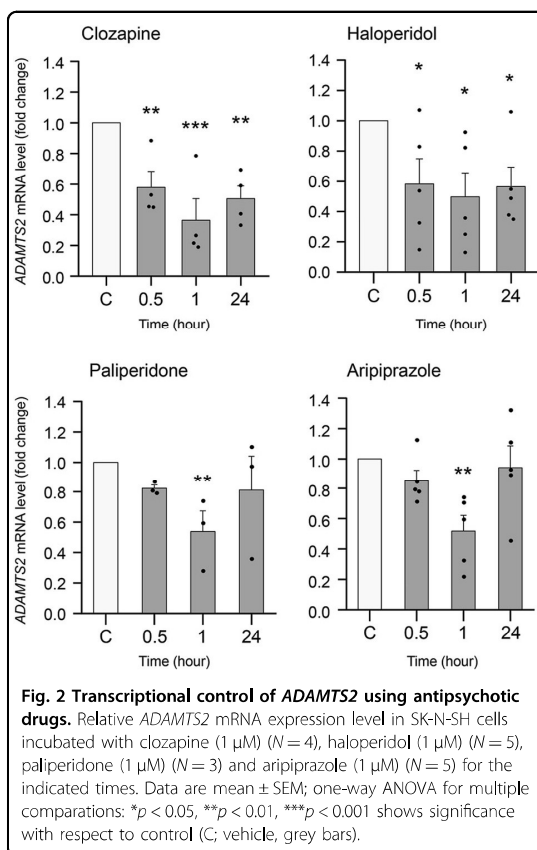 Clozapine
ADAMTS2 mRNA level (fold change)
1.4
1.2
1.0
0.8
0.6
0.4
0.2
0.0
**
***
**
C 0.5 1 24
Time (hour)
Haloperidol
1.4
1.2
1.0
0.8
0.6
0.4
0.2
0.0
*
*
*
C 0.5 1 24
Time (hour)
Paliperidone
ADAMTS2 mRNA level (fold change)
1.4
1.2
1.0
0.8
0.6
0.4
0.2
0.0
**
C 0.5 1 24
Time (hour)
Aripiprazole
1.4
1.2
1.0
0.8
0.6
0.4
0.2
0.0
**
C 0.5 1 24
Time (hour)
Fig. 2 Transcriptional control of ADAMTS2 using antipsychotic
drugs. Relative ADAMTS2 mRNA expression level in SK-N-SH cells
incubated with clozapine (1 μM) (N = 4), haloperidol (1 μM) (N = 5),
paliperidone (1 μM) (N = 3) and aripiprazole (1 μM) (N = 5) for the
indicated times. Data are mean ± SEM; one-way ANOVA for multiple
comparations: *p < 0.05, **p < 0.01, ***p < 0.001 shows significance
with respect to control (C; vehicle, grey bars).